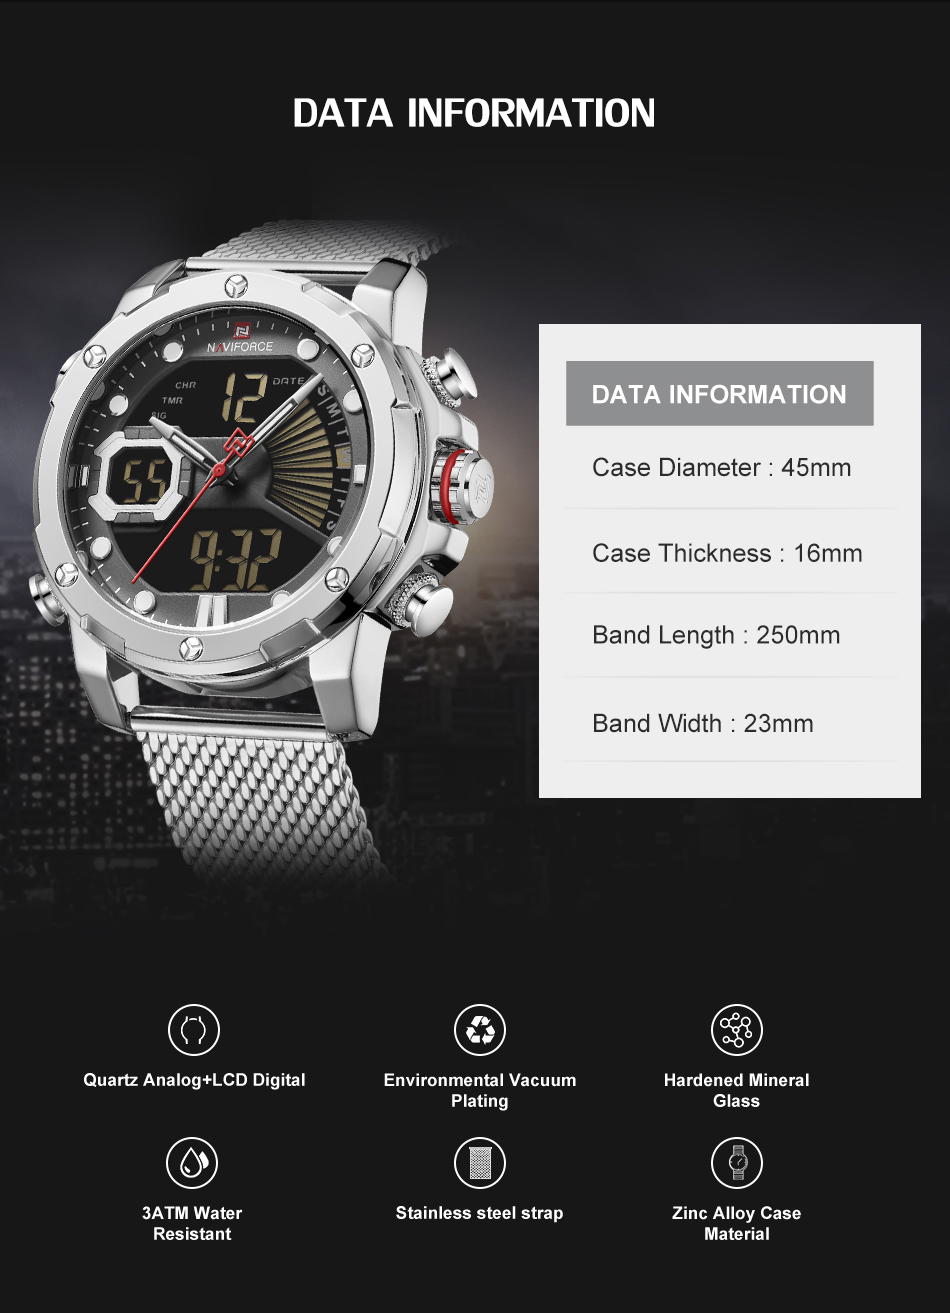 DATA INFORMATION
NAVIFORCE
CHR
DATE
12
TMR
SIG
55
9:32
DATA INFORMATION
Case Diameter : 45mm
Case Thickness : 16mm
Band Length : 250mm
Band Width : 23mm
Quartz Analog+LCD Digital
Environmental Vacuum
Plating
Hardened Mineral
Glass
3ATM Water
Resistant
Stainless steel strap
Zinc Alloy Case
Material